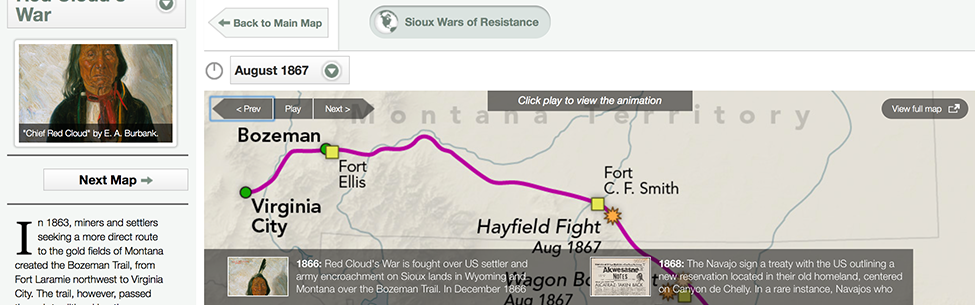 Red Cloud's
War
"Chief Red Cloud" by E. A. Burbank.
Next Map
In 1863, miners and settlers
seeking a more direct route
to the gold fields of Montana
created the Bozeman Trail, from
Fort Laramie northwest to Virginia
City. The trail, however, passed
Back to Main Map
Sioux Wars of Resistance
August 1867
< Prev
Play
Next >
Click play to view the animation
View full map
Montana Territory
Bozeman
Fort
Ellis
Virginia
City
Fort
C. F. Smith
Hayfield Fight
Aug 1867
Wagon Bo
1866: Red Cloud's War is fought over US settler and
army encroachment on Sioux lands in Wyoming and
Montana over the Bozeman Trail. In December 1866
Akwesasne
NOTES
1868: The Navajo sign a treaty with the US outlining a
new reservation located in their old homeland, centered
on Canyon de Chelly. In a rare instance, Navajos who